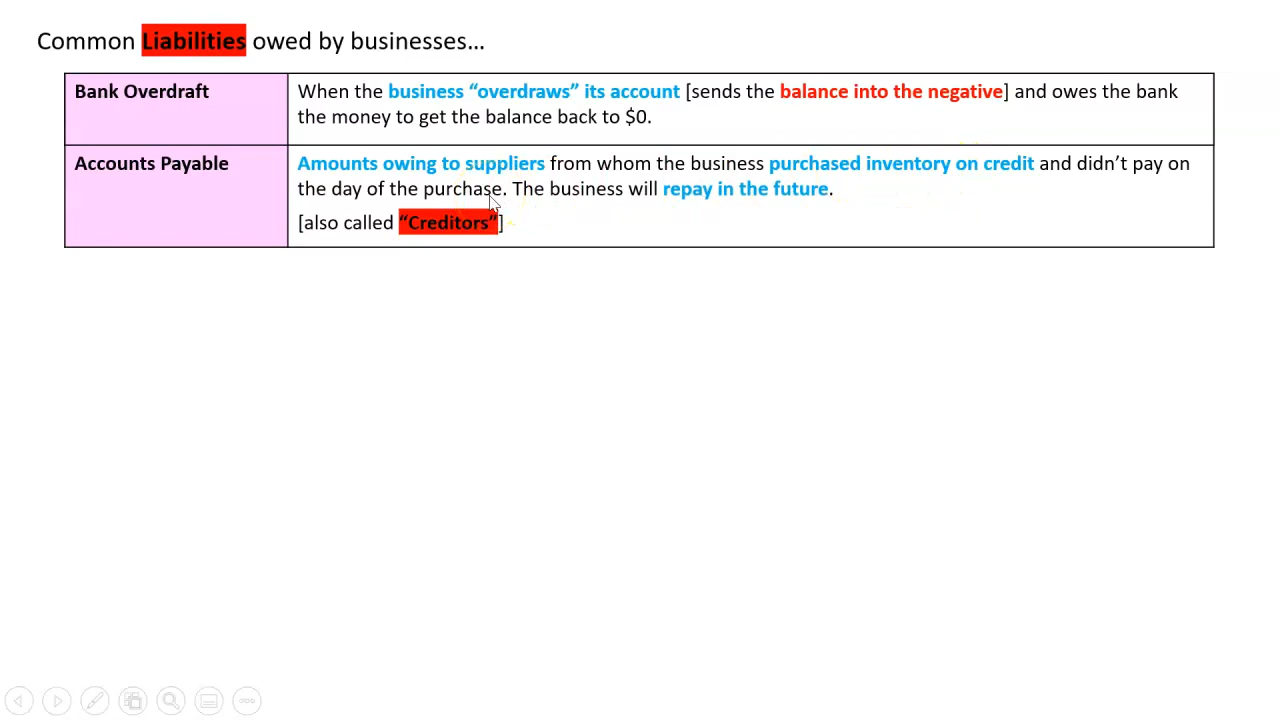 Common Liabilities owed by businesses…
Bank Overdraft
When the business “overdraws” its account [sends the balance into the negative] and owes the bank
the money to get the balance back to $0.
Accounts Payable
Amounts owing to suppliers from whom the business purchased inventory on credit and didn’t pay on
the day of the purchase. The business will repay in the future.
[also called “Creditors”]